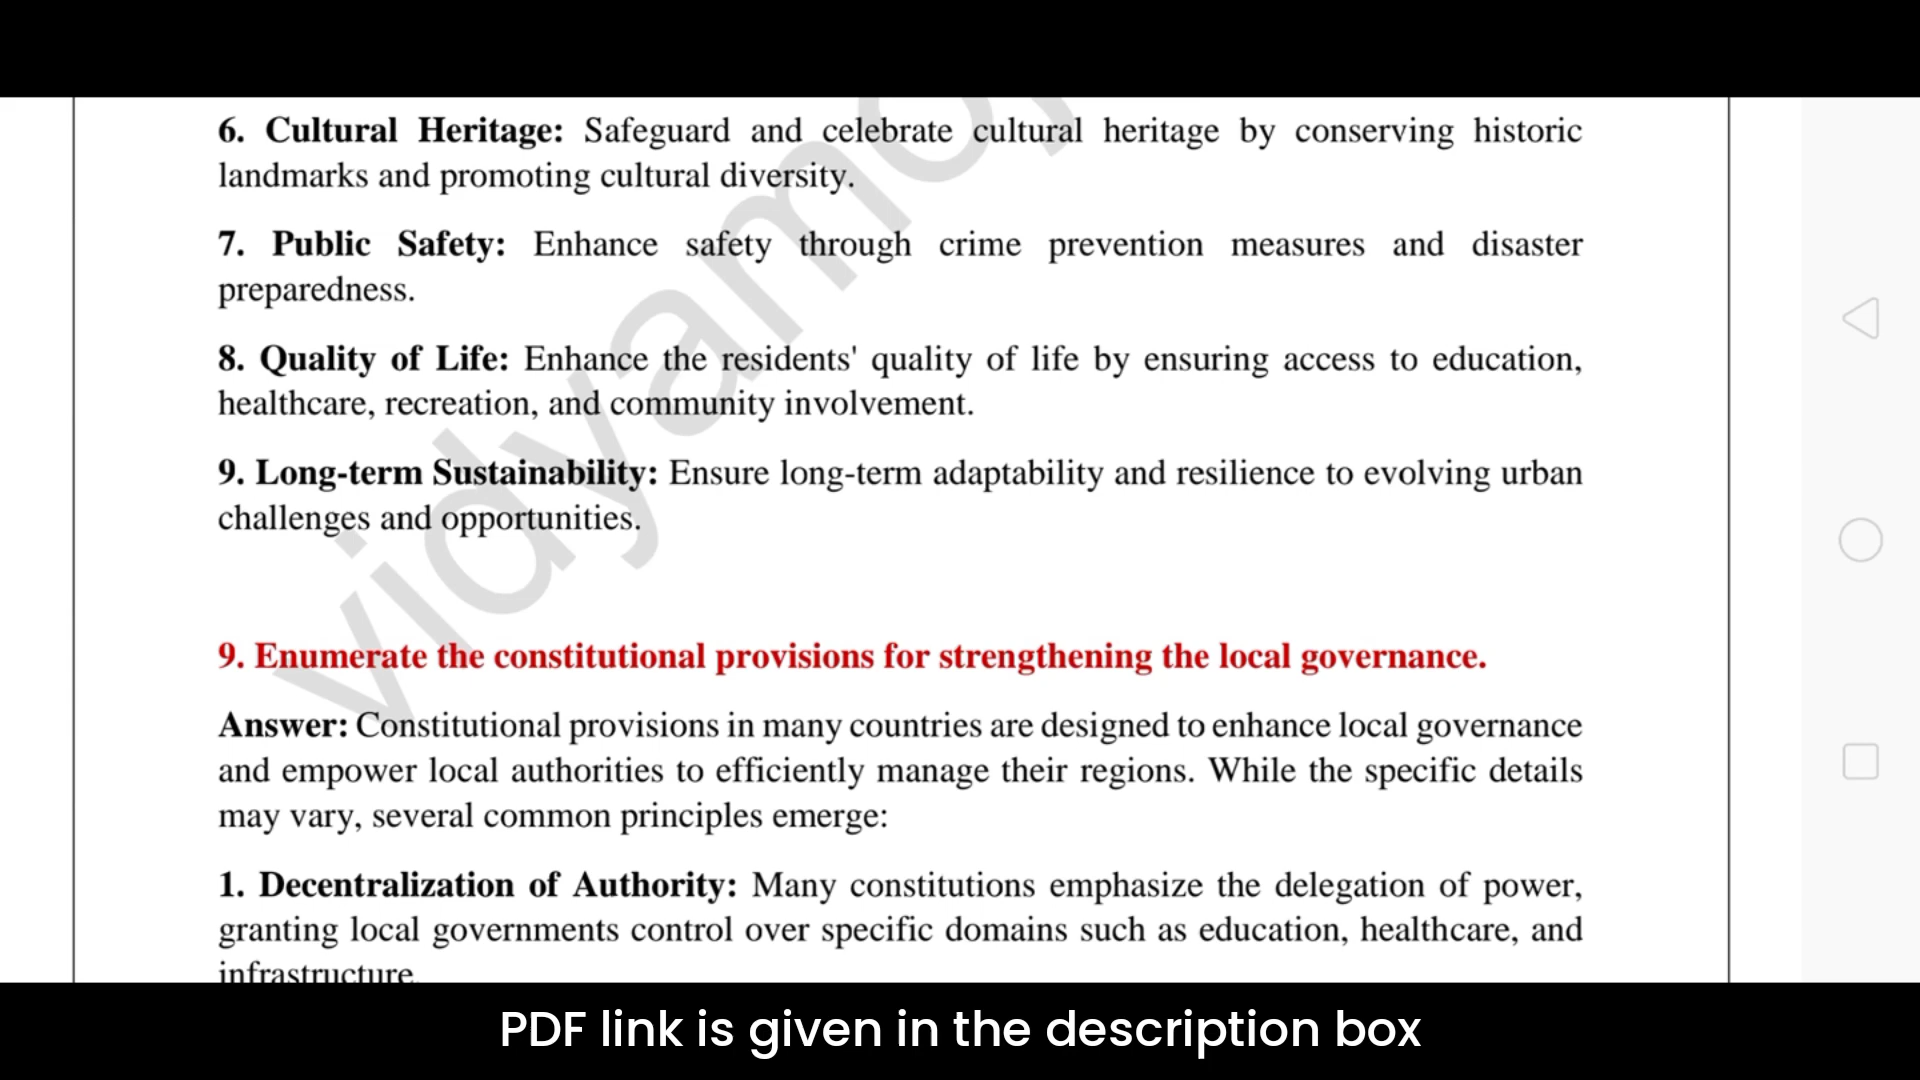 6. Cultural Heritage: Safeguard and celebrate cultural heritage by conserving historic
landmarks and promoting cultural diversity.
7. Public Safety: Enhance safety through crime prevention measures and disaster
preparedness.
8. Quality of Life: Enhance the residents' quality of life by ensuring access to education,
healthcare, recreation, and community involvement.
9. Long-term Sustainability: Ensure long-term adaptability and resilience to evolving urban
challenges and opportunities.
9. Enumerate the constitutional provisions for strengthening the local governance.
Answer: Constitutional provisions in many countries are designed to enhance local governance
and empower local authorities to efficiently manage their regions. While the specific details
may vary, several common principles emerge:
1. Decentralization of Authority: Many constitutions emphasize the delegation of power,
granting local governments control over specific domains such as education, healthcare, and
infrastructure.
PDF link is given in the description box